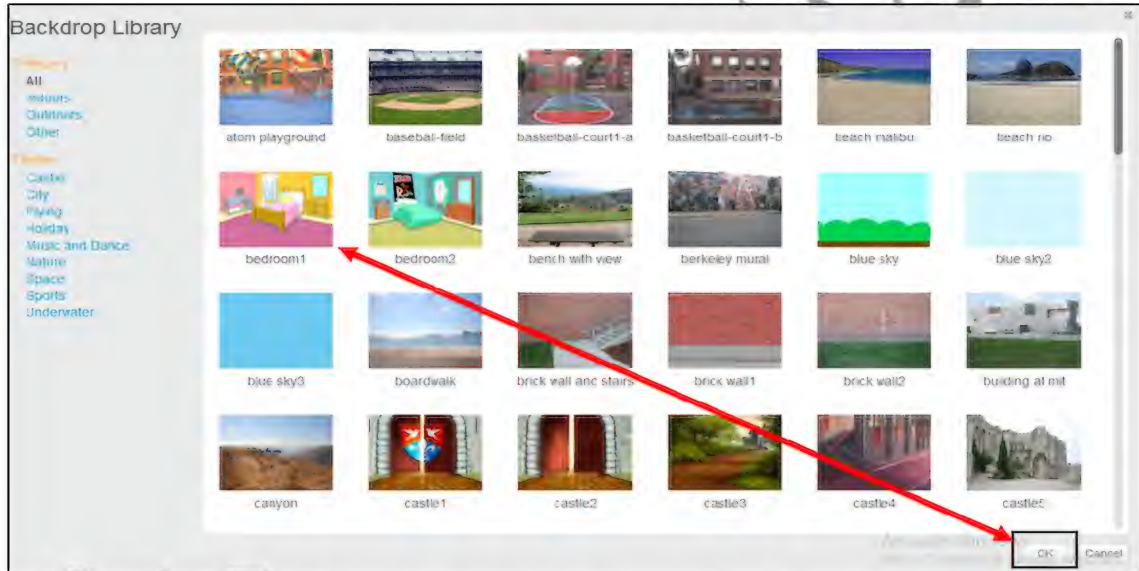 Backdrop Library
Category
All
Indoors
Outdoors
Other
Theme
Castle
City
Flying
Holiday
Music and Dance
Nature
Space
Sports
Underwater
atom playground
baseball-field
basketball-court1-a
basketball-court1-b
beach malibu
beach rio
bedroom1
bedroom2
bench with view
berkeley mural
blue sky
blue sky2
blue sky3
boardwalk
brick wall and stairs
brick wall1
brick wall2
building at mit
canyon
castle1
castle2
castle3
castle4
castle5
OK
Cancel